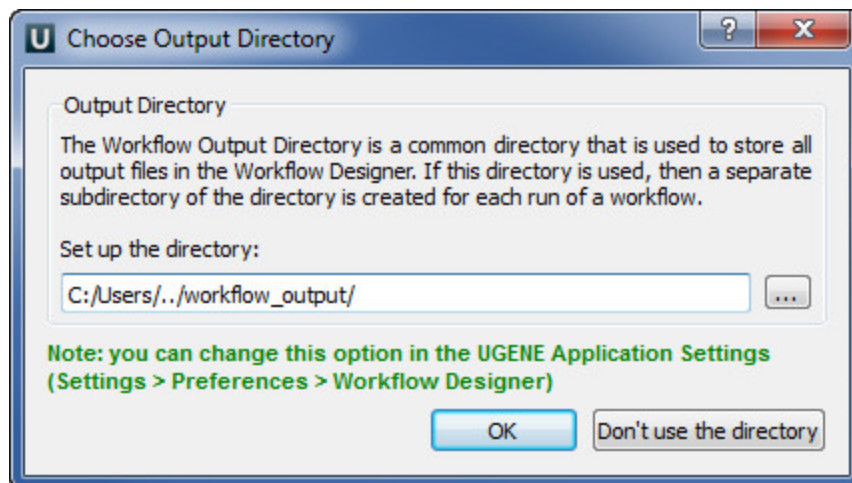 U Choose Output Directory
?
X
Output Directory
The Workflow Output Directory is a common directory that is used to store all
output files in the Workflow Designer. If this directory is used, then a separate
subdirectory of the directory is created for each run of a workflow.
Set up the directory:
C:/Users/../workflow_output/
...
Note: you can change this option in the UGENE Application Settings
(Settings > Preferences > Workflow Designer)
OK
Don't use the directory